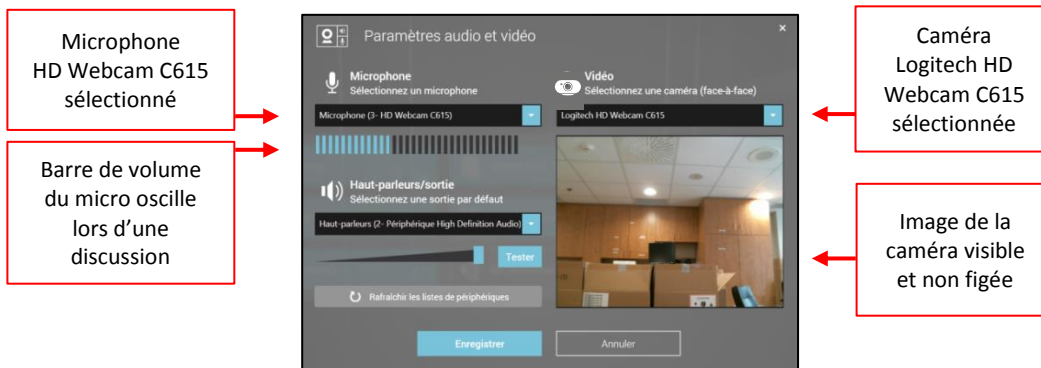 Microphone
HD Webcam C615
sélectionné
Barre de volume
du micro oscille
lors d'une
discussion
Paramètres audio et vidéo
×
Microphone
Sélectionnez un microphone
Microphone (3- HD Webcam C615)
Haut-parleurs/sortie
Sélectionnez une sortie par défaut
Haut-parleurs (2- Périphérique High Definition Audio)
Tester
Rafraîchir les listes de périphériques
Vidéo
Sélectionnez une caméra (face-à-face)
Logitech HD Webcam C615
Enregistrer
Annuler
Caméra
Logitech HD
Webcam C615
sélectionnée
Image de la
caméra visible
et non figée